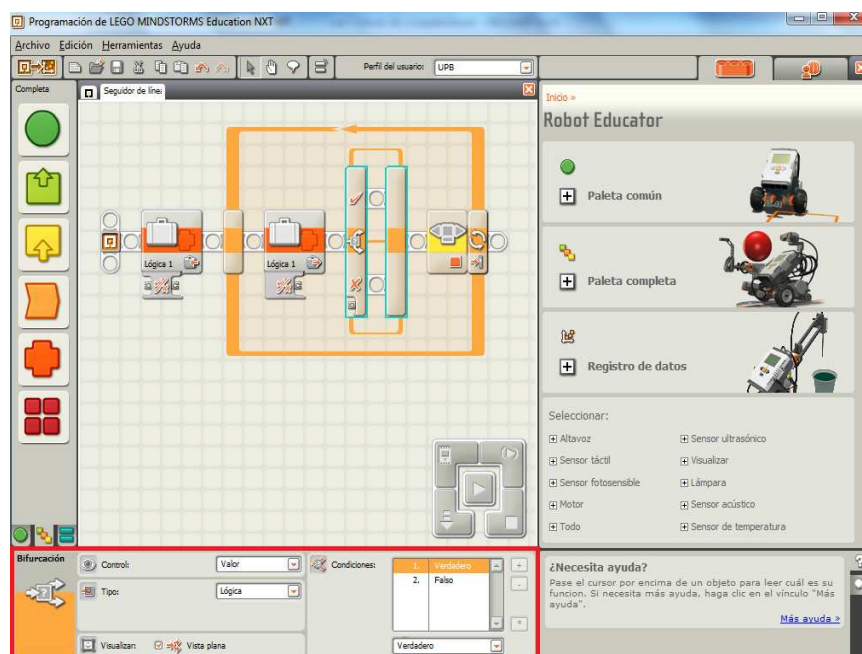 Programación de LEGO MINDSTORMS Education NXT
Archivo Edición Herramientas Ayuda
Perfil del usuario: UPB
Completa
Seguidor de líne
Lógica 1
Lógica 1
Inicio »
Robot Educator
Paleta común
Paleta completa
Registro de datos
Seleccionar:
Altavoz
Sensor ultrasónico
Sensor táctil
Visualizar
Sensor fotosensible
Lámpara
Motor
Sensor acústico
Todo
Sensor de temperatura
Bifurcación
Control: Valor
Condiciones:
1. Verdadero
2. Falso
Tipo: Lógica
Visualizar: Vista plana
Verdadero
¿Necesita ayuda?
Pase el cursor por encima de un objeto para leer cuál es su
funcion. Si necesita más ayuda, haga clic en el vínculo "Más
ayuda".
Más ayuda »